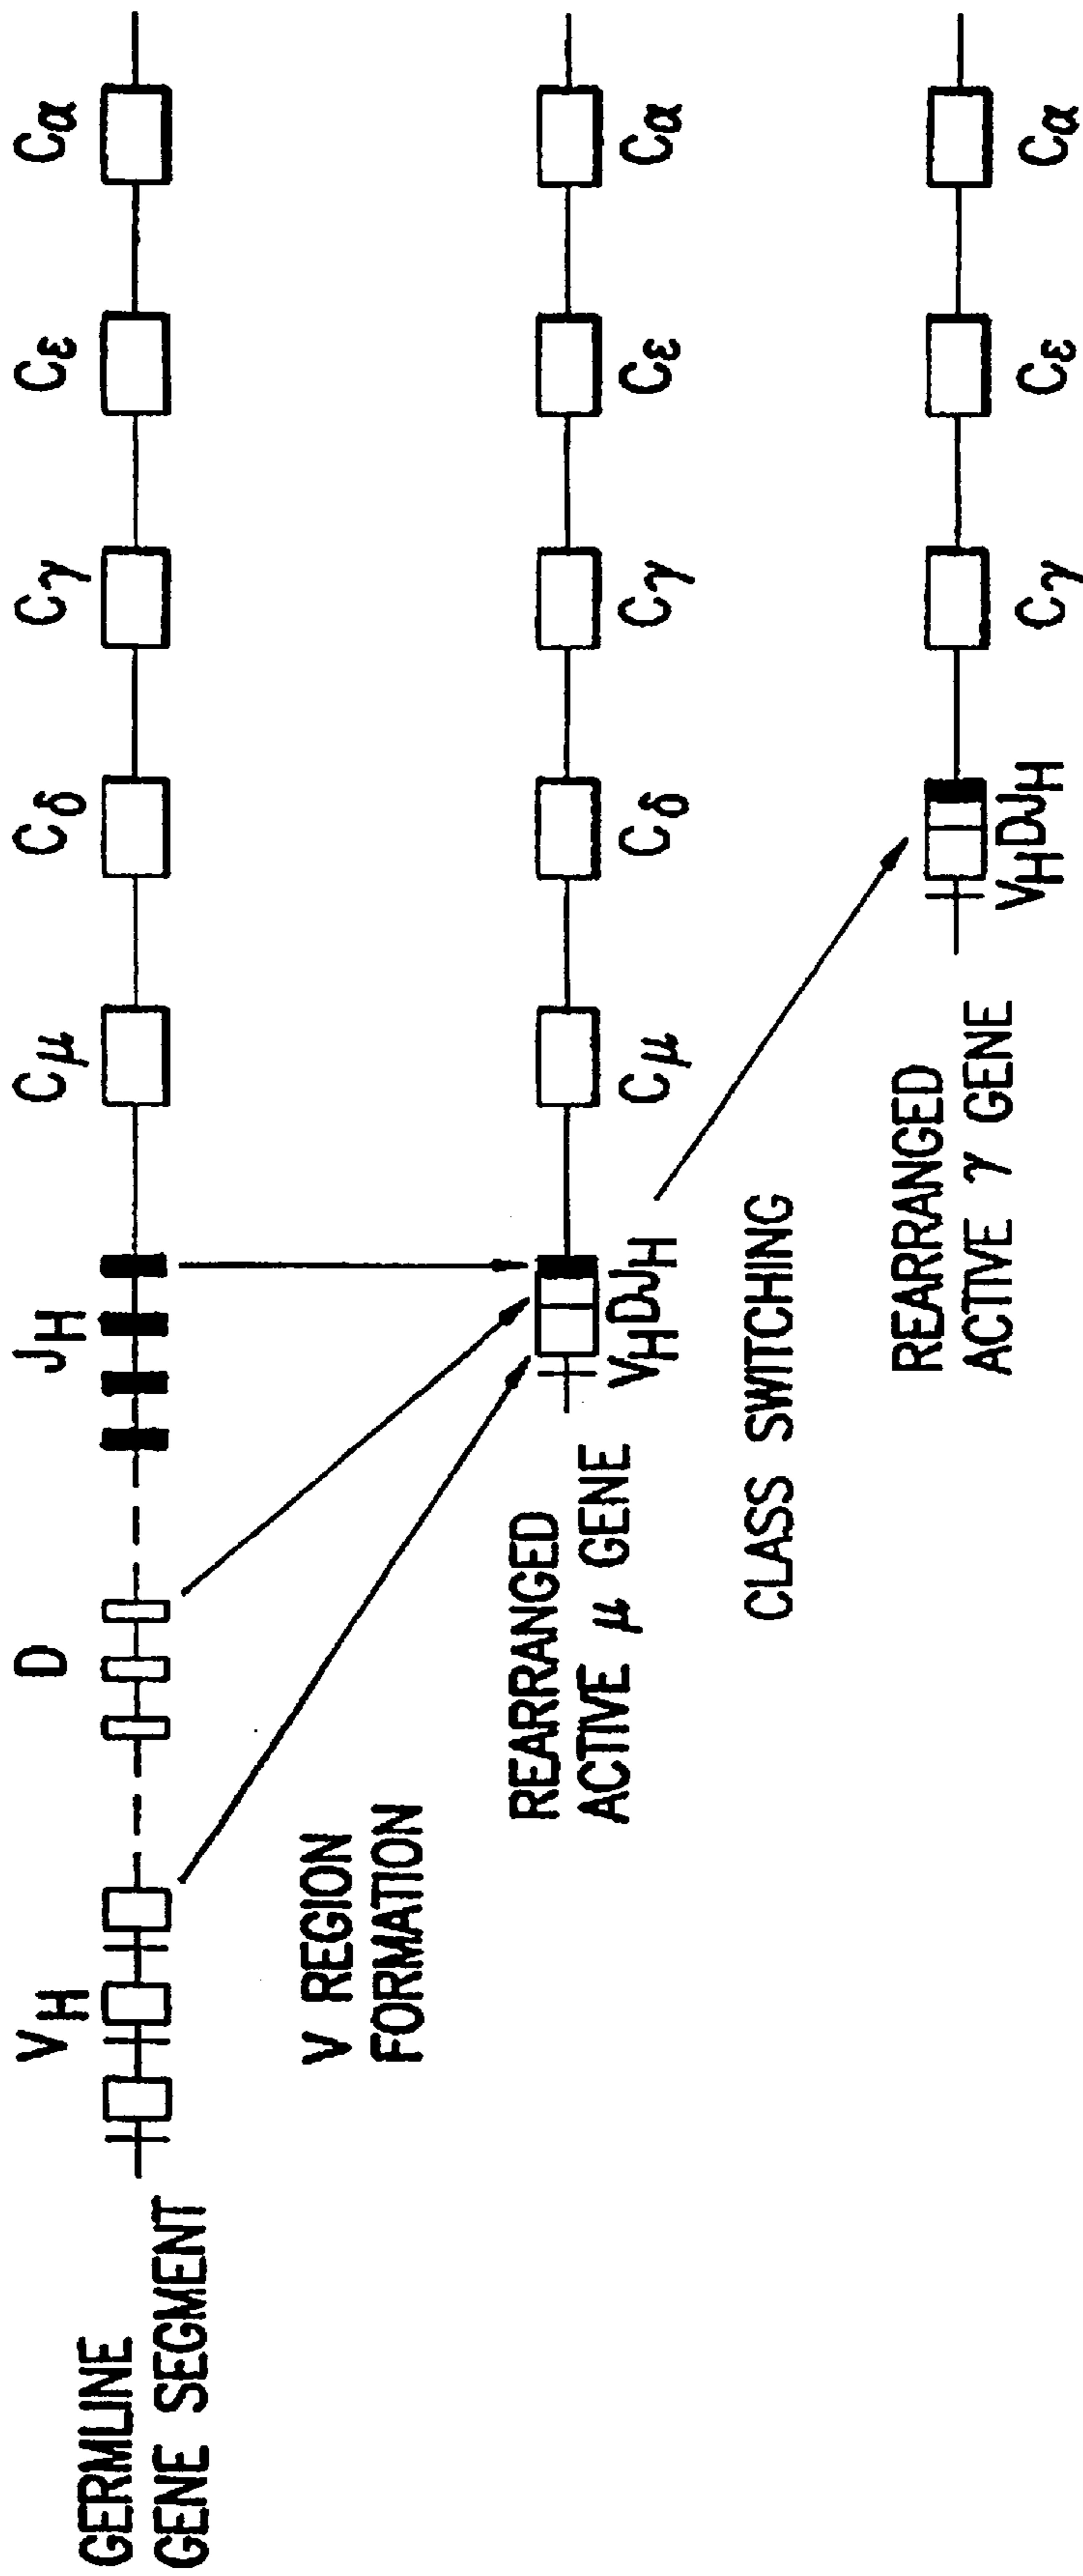 V_H D J_H Cμ Cδ Cγ Cε Cα
GERMLINE
GENE SEGMENT
V REGION
FORMATION
REARRANGED
ACTIVE μ GENE
V_HDJ_H Cμ Cδ Cγ Cε Cα
CLASS SWITCHING
REARRANGED
ACTIVE γ GENE
V_HDJ_H Cγ Cε Cα